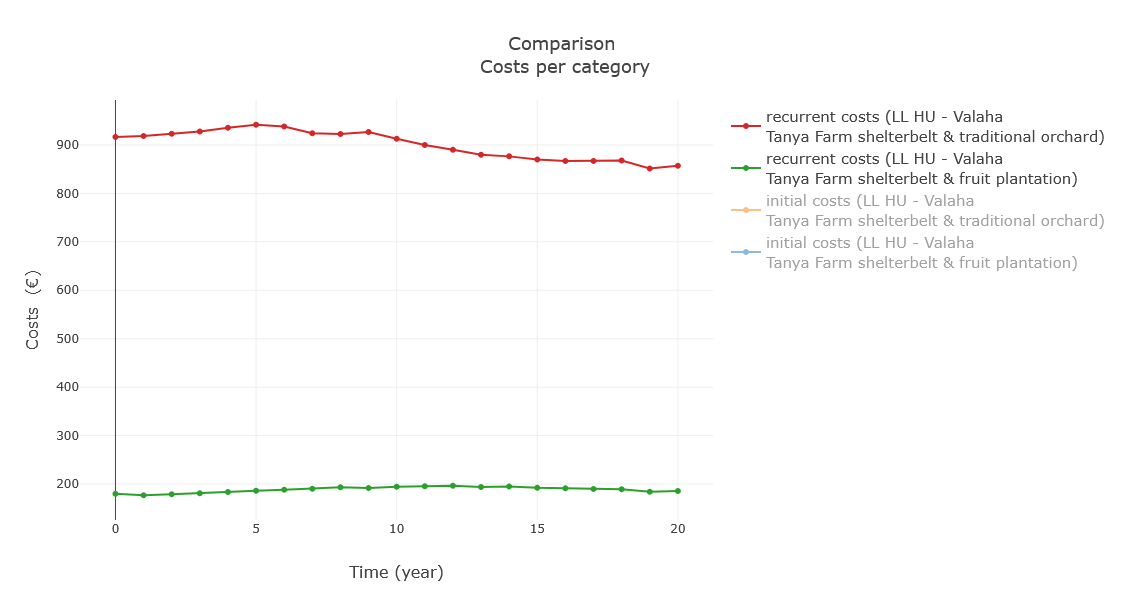 Comparison
Costs per category
recurrent costs (LL HU - Valaha
Tanya Farm shelterbelt & traditional orchard)
recurrent costs (LL HU - Valaha
Tanya Farm shelterbelt & fruit plantation)
initial costs (LL HU - Valaha
Tanya Farm shelterbelt & traditional orchard)
initial costs (LL HU - Valaha
Tanya Farm shelterbelt & fruit plantation)
Costs (€)
900
800
700
600
500
400
300
200
0 5 10 15 20
Time (year)